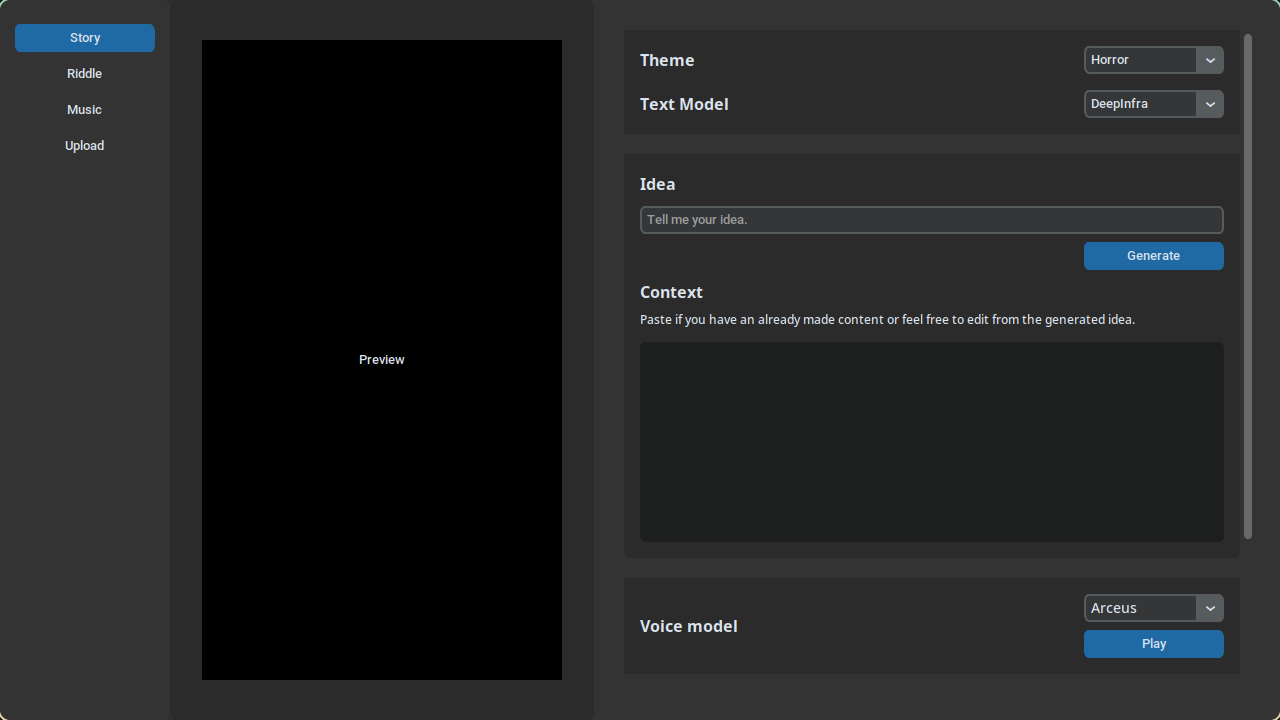 Story
Riddle
Music
Upload
Preview
Theme
Horror
Text Model
DeepInfra
Idea
Tell me your idea.
Generate
Context
Paste if you have an already made content or feel free to edit from the generated idea.
Voice model
Arceus
Play